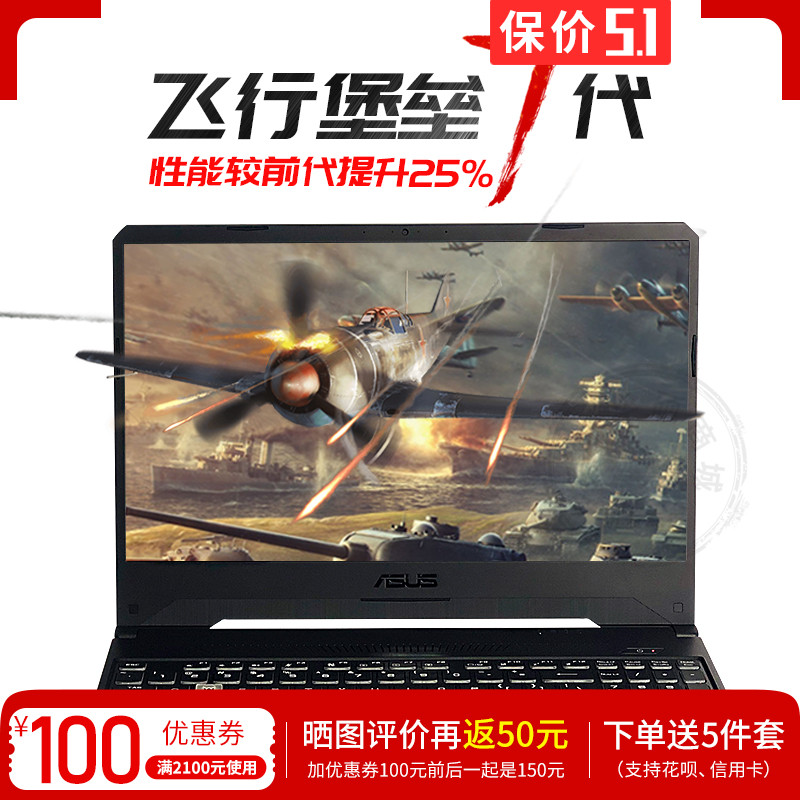 保价5.1
飞行堡垒7代
性能较前代提升25%
商城
ASUS
¥100 优惠券
满2100元使用
晒图评价再返50元
加优惠券100元前后一起是150元
下单送5件套
(支持花呗、信用卡)